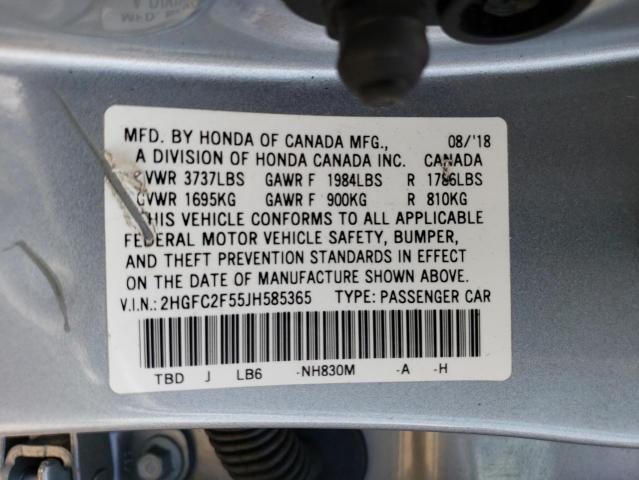 MFD. BY HONDA OF CANADA MFG., 08/'18
A DIVISION OF HONDA CANADA INC. CANADA
GVWR 3737LBS GAWR F 1984LBS R 1786LBS
GVWR 1695KG GAWR F 900KG R 810KG
THIS VEHICLE CONFORMS TO ALL APPLICABLE
FEDERAL MOTOR VEHICLE SAFETY, BUMPER,
AND THEFT PREVENTION STANDARDS IN EFFECT
ON THE DATE OF MANUFACTURE SHOWN ABOVE.
V.I.N.: 2HGFC2F55JH585365 TYPE: PASSENGER CAR
TBD J LB6 -NH830M -A -H